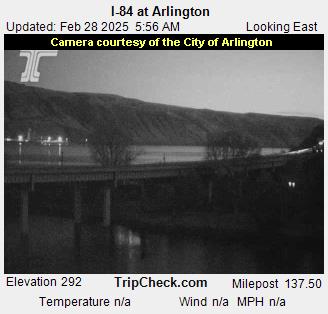 I-84 at Arlington
Updated: Feb 28 2025 5:56 AM Looking East
Camera courtesy of the City of Arlington
Elevation 292 TripCheck.com Milepost 137.50
Temperature n/a Wind n/a MPH n/a